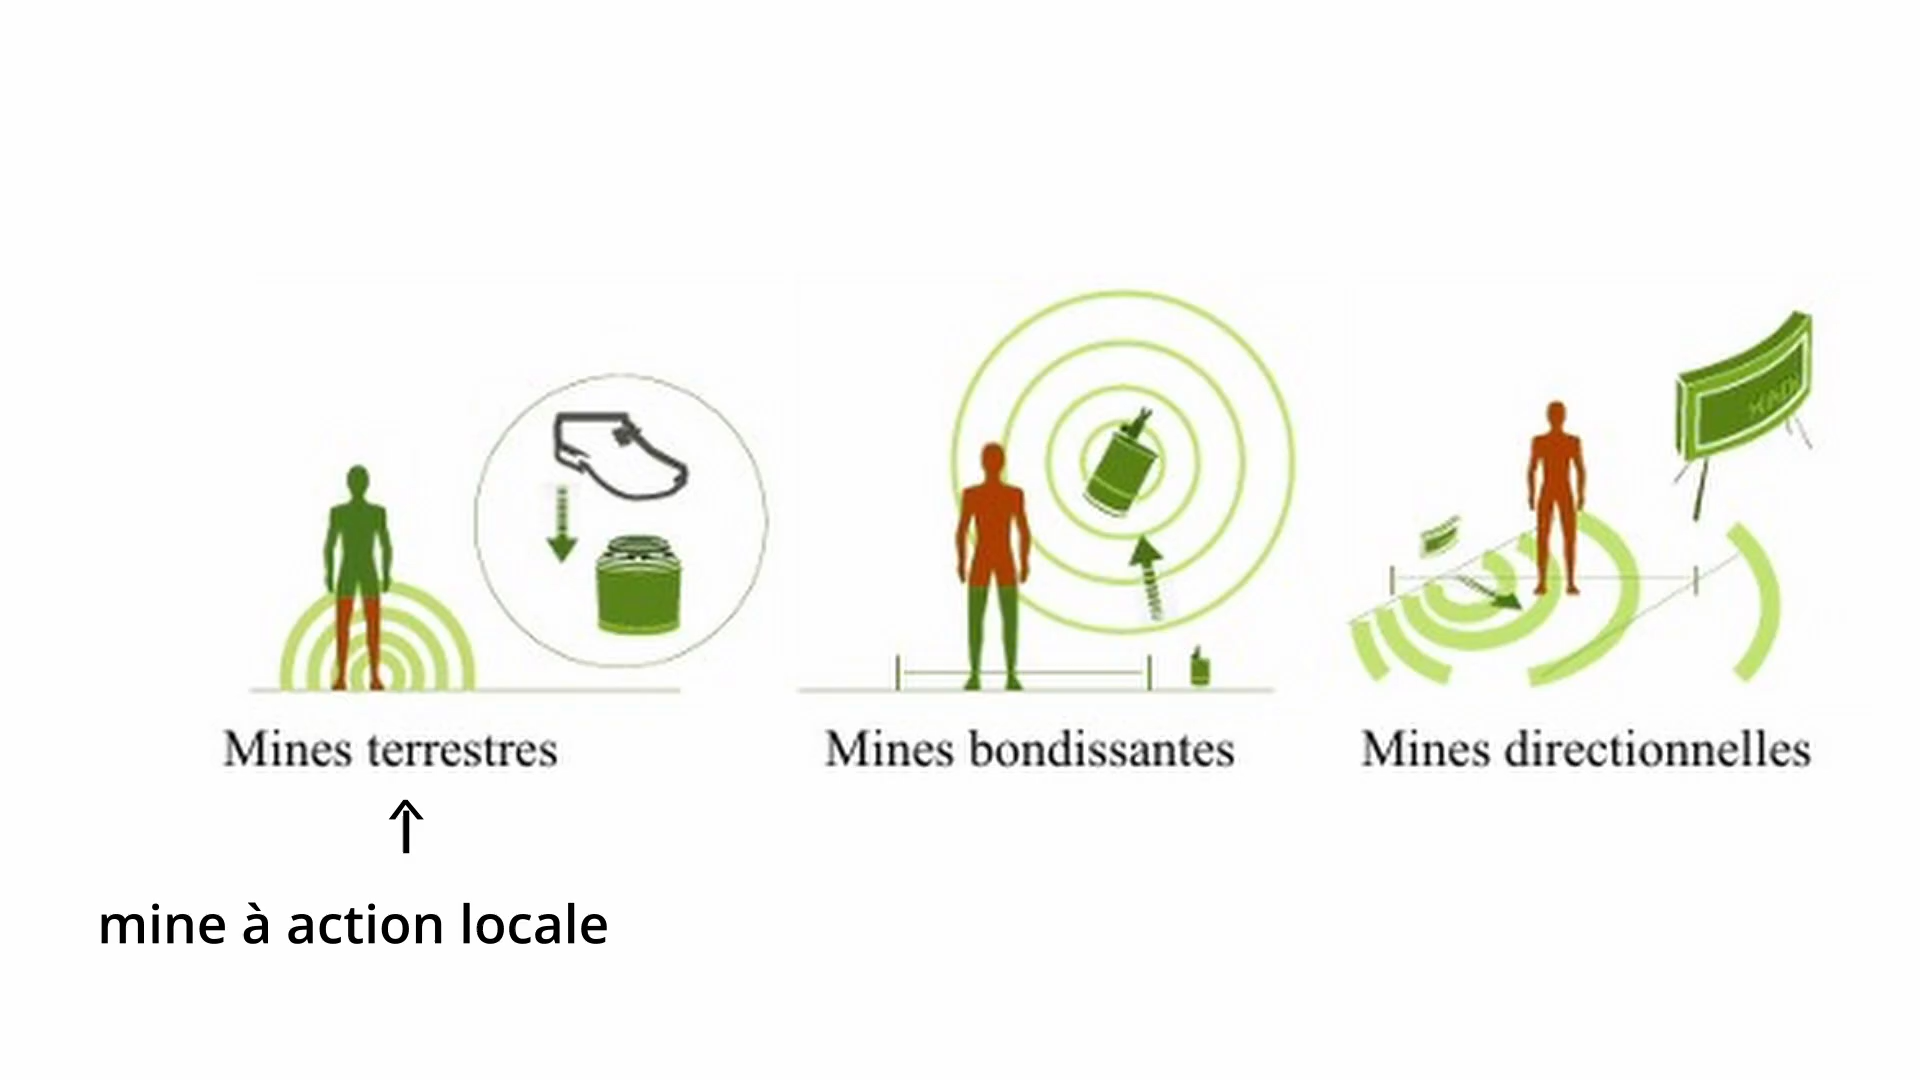 Mines terrestres
Mines bondissantes
Mines directionnelles
↑
mine à action locale